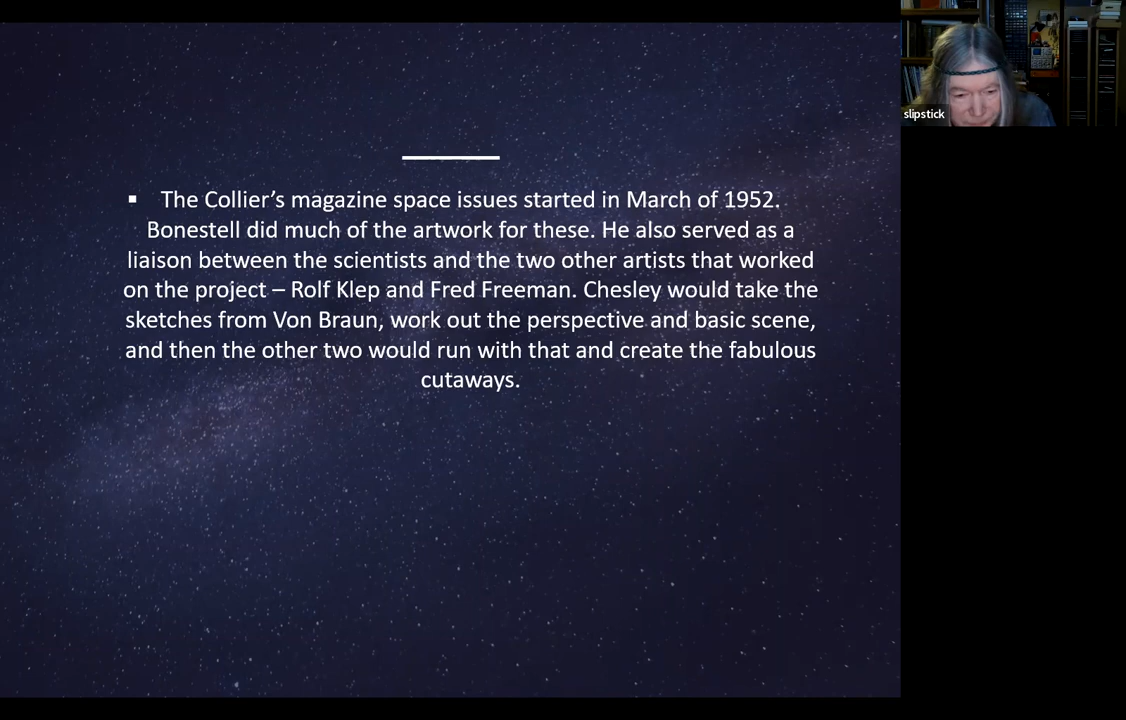 ▪ The Collier’s magazine space issues started in March of 1952.
Bonestell did much of the artwork for these. He also served as a
liaison between the scientists and the two other artists that worked
on the project – Rolf Klep and Fred Freeman. Chesley would take the
sketches from Von Braun, work out the perspective and basic scene,
and then the other two would run with that and create the fabulous
cutaways.
slipstick